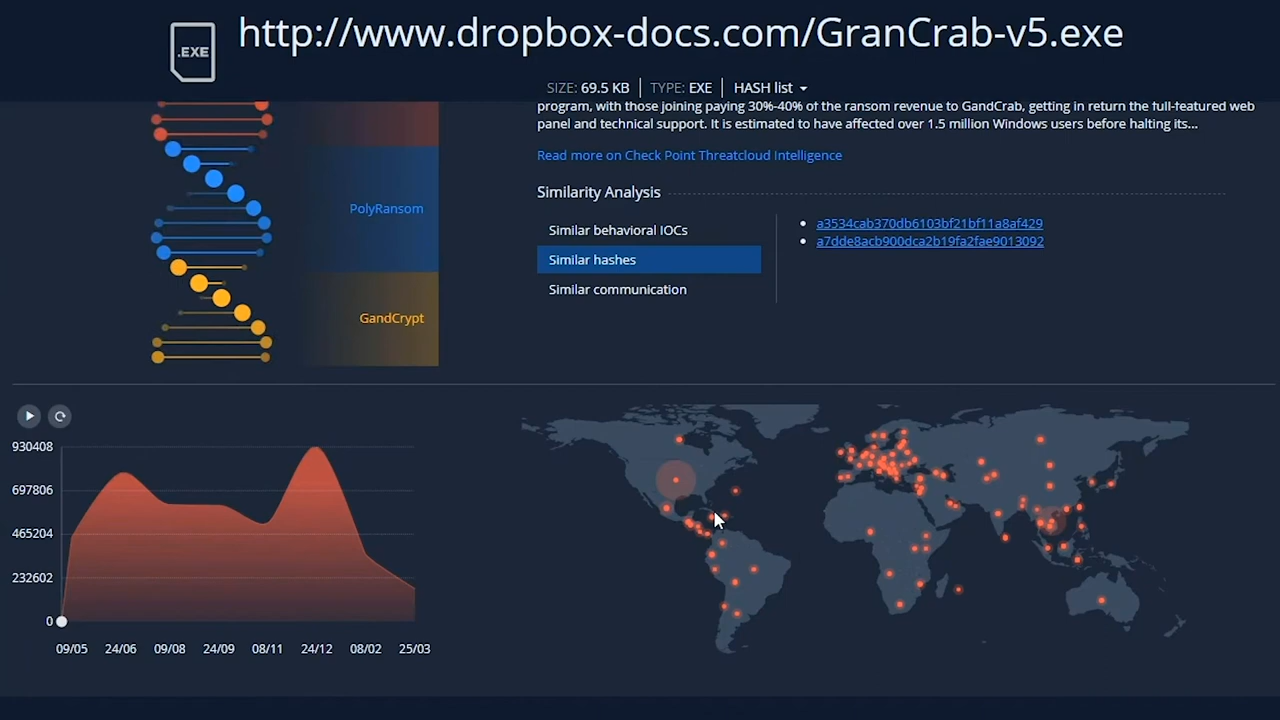 .EXE
http://www.dropbox-docs.com/GranCrab-v5.exe
SIZE: 69.5 KB TYPE: EXE HASH list
program, with those joining paying 30%-40% of the ransom revenue to GandCrab, getting in return the full-featured web
panel and technical support. It is estimated to have affected over 1.5 million Windows users before halting its...
Read more on Check Point Threatcloud Intelligence
Similarity Analysis
Similar behavioral IOCs
Similar hashes
Similar communication
a3534cab370db6103bf21bf11a8af429
a7dde8acb900dca2b19fa2fae9013092
PolyRansom
GandCrypt
930408
697806
465204
232602
0
09/05 24/06 09/08 24/09 08/11 24/12 08/02 25/03